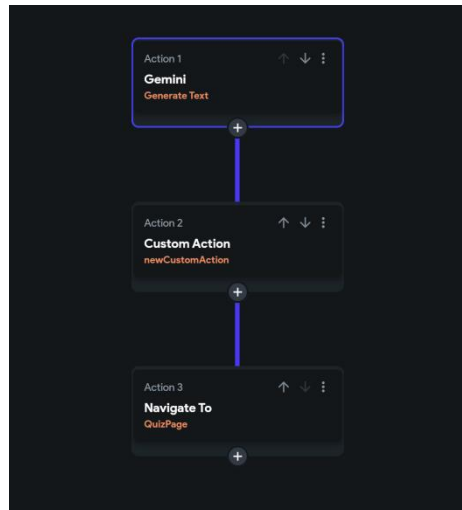 Action 1
Gemini
Generate Text
Action 2
Custom Action
newCustomAction
Action 3
Navigate To
QuizPage